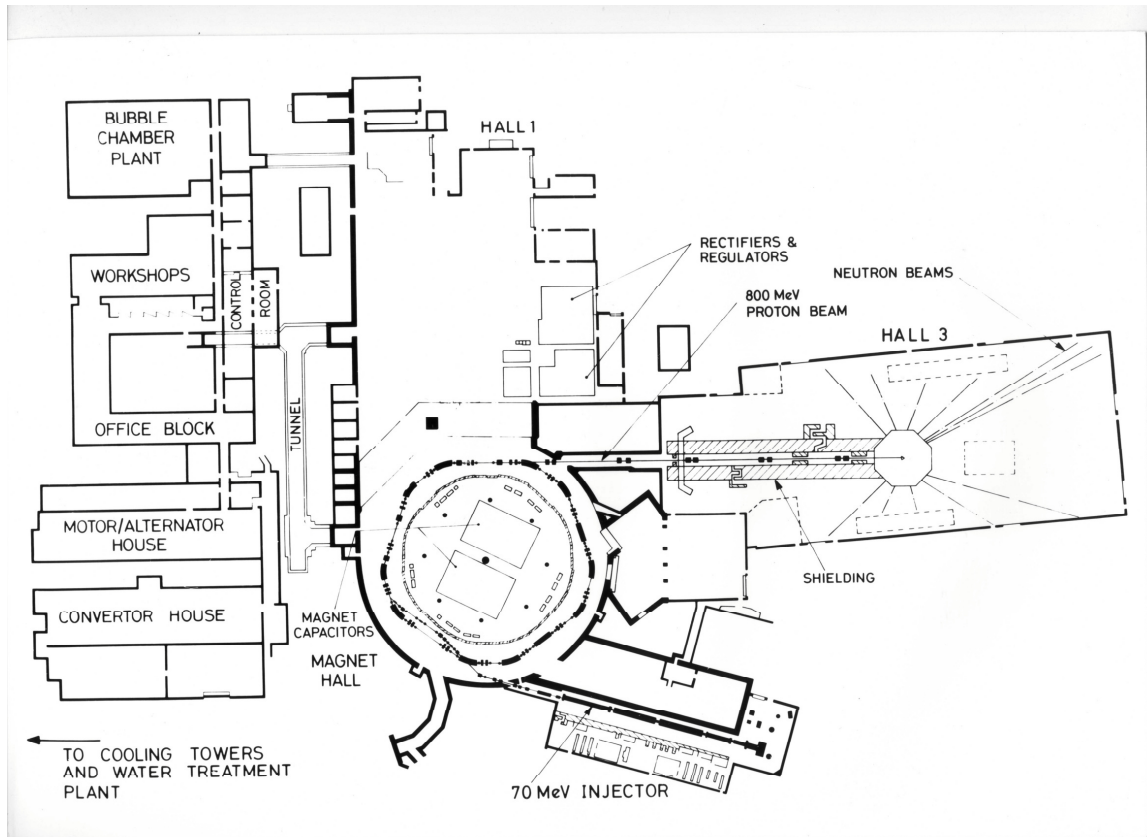 BUBBLE
CHAMBER
PLANT
HALL 1
WORKSHOPS
CONTROL
ROOM
RECTIFIERS &
REGULATORS
800 MeV
PROTON BEAM
NEUTRON BEAMS
HALL 3
OFFICE BLOCK
TUNNEL
MOTOR/ALTERNATOR
HOUSE
SHIELDING
CONVERTOR HOUSE
MAGNET
CAPACITORS
MAGNET
HALL
TO COOLING TOWERS
AND WATER TREATMENT
PLANT
70 MeV INJECTOR